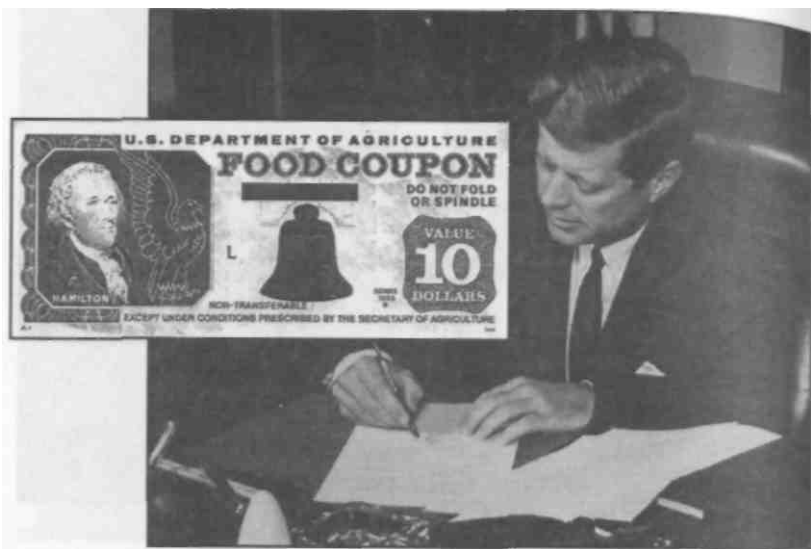 U.S. DEPARTMENT OF AGRICULTURE
FOOD COUPON
DO NOT FOLD
OR SPINDLE
VALUE
10
DOLLARS
L
HAMILTON
SERIES
NON-TRANSFERABLE
EXCEPT UNDER CONDITIONS PRESCRIBED BY THE SECRETARY OF AGRICULTURE